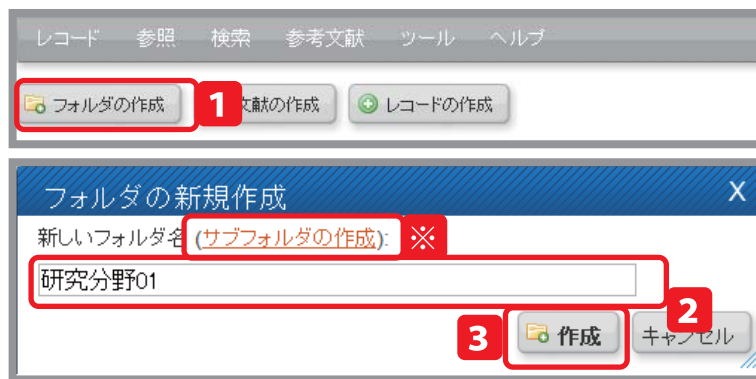 レコード 参照 検索 参考文献 ツール ヘルプ
フォルダの作成 1 文献の作成 レコードの作成
フォルダの新規作成 X
新しいフォルダ名 (サブフォルダの作成): ※
研究分野01
2
3 作成 キャンセル